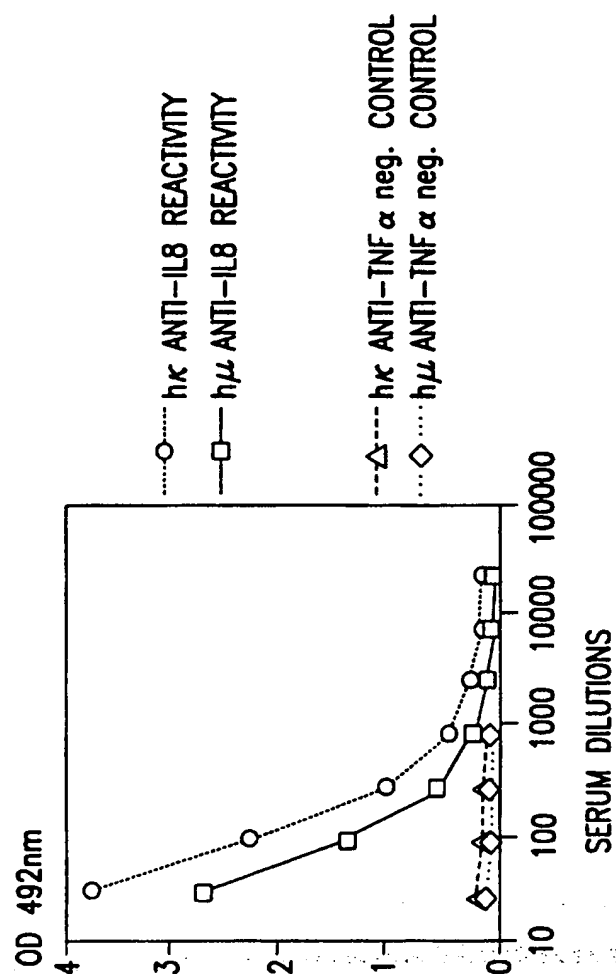 OD 492nm
4
3
2
1
0
10
100
1000
10000
100000
SERUM DILUTIONS
hκ ANTI-IL8 REACTIVITY
hμ ANTI-IL8 REACTIVITY
hκ ANTI-TNFα neg. CONTROL
hμ ANTI-TNFα neg. CONTROL